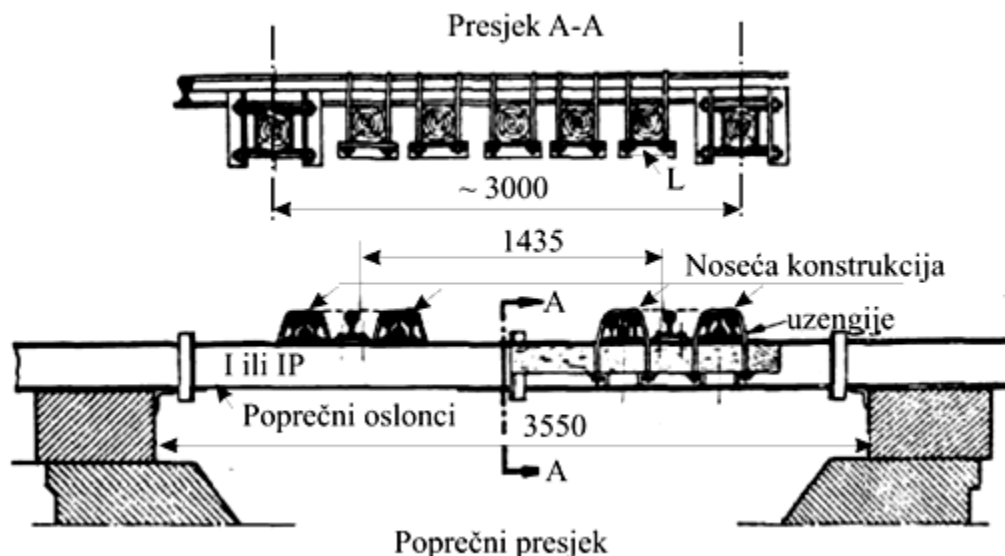 Presjek A-A
L
~ 3000
1435
Noseća konstrukcija
A
uzengije
I ili IP
Poprečni oslonci
3550
A
Poprečni presjek